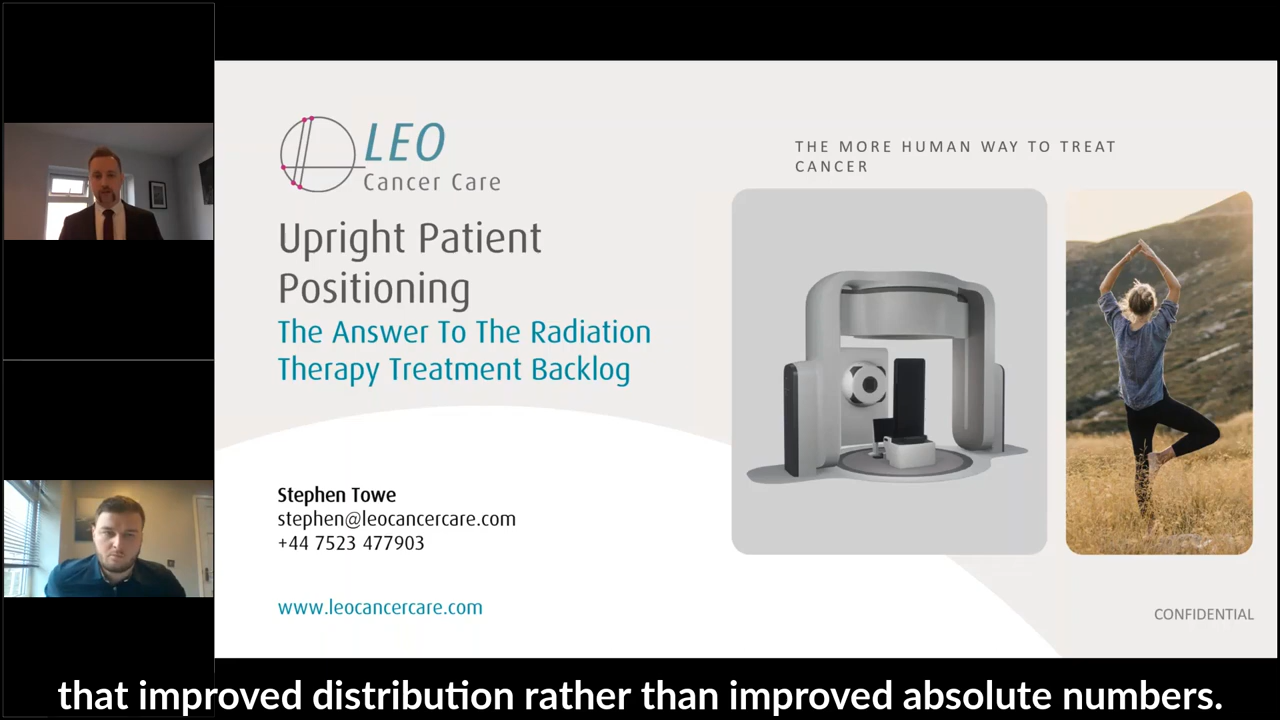 LEO
Cancer Care
THE MORE HUMAN WAY TO TREAT
CANCER
Upright Patient
Positioning
The Answer To The Radiation
Therapy Treatment Backlog
Stephen Towe
stephen@leocancercare.com
+44 7523 477903
www.leocancercare.com
CONFIDENTIAL
that improved distribution rather than improved absolute numbers.